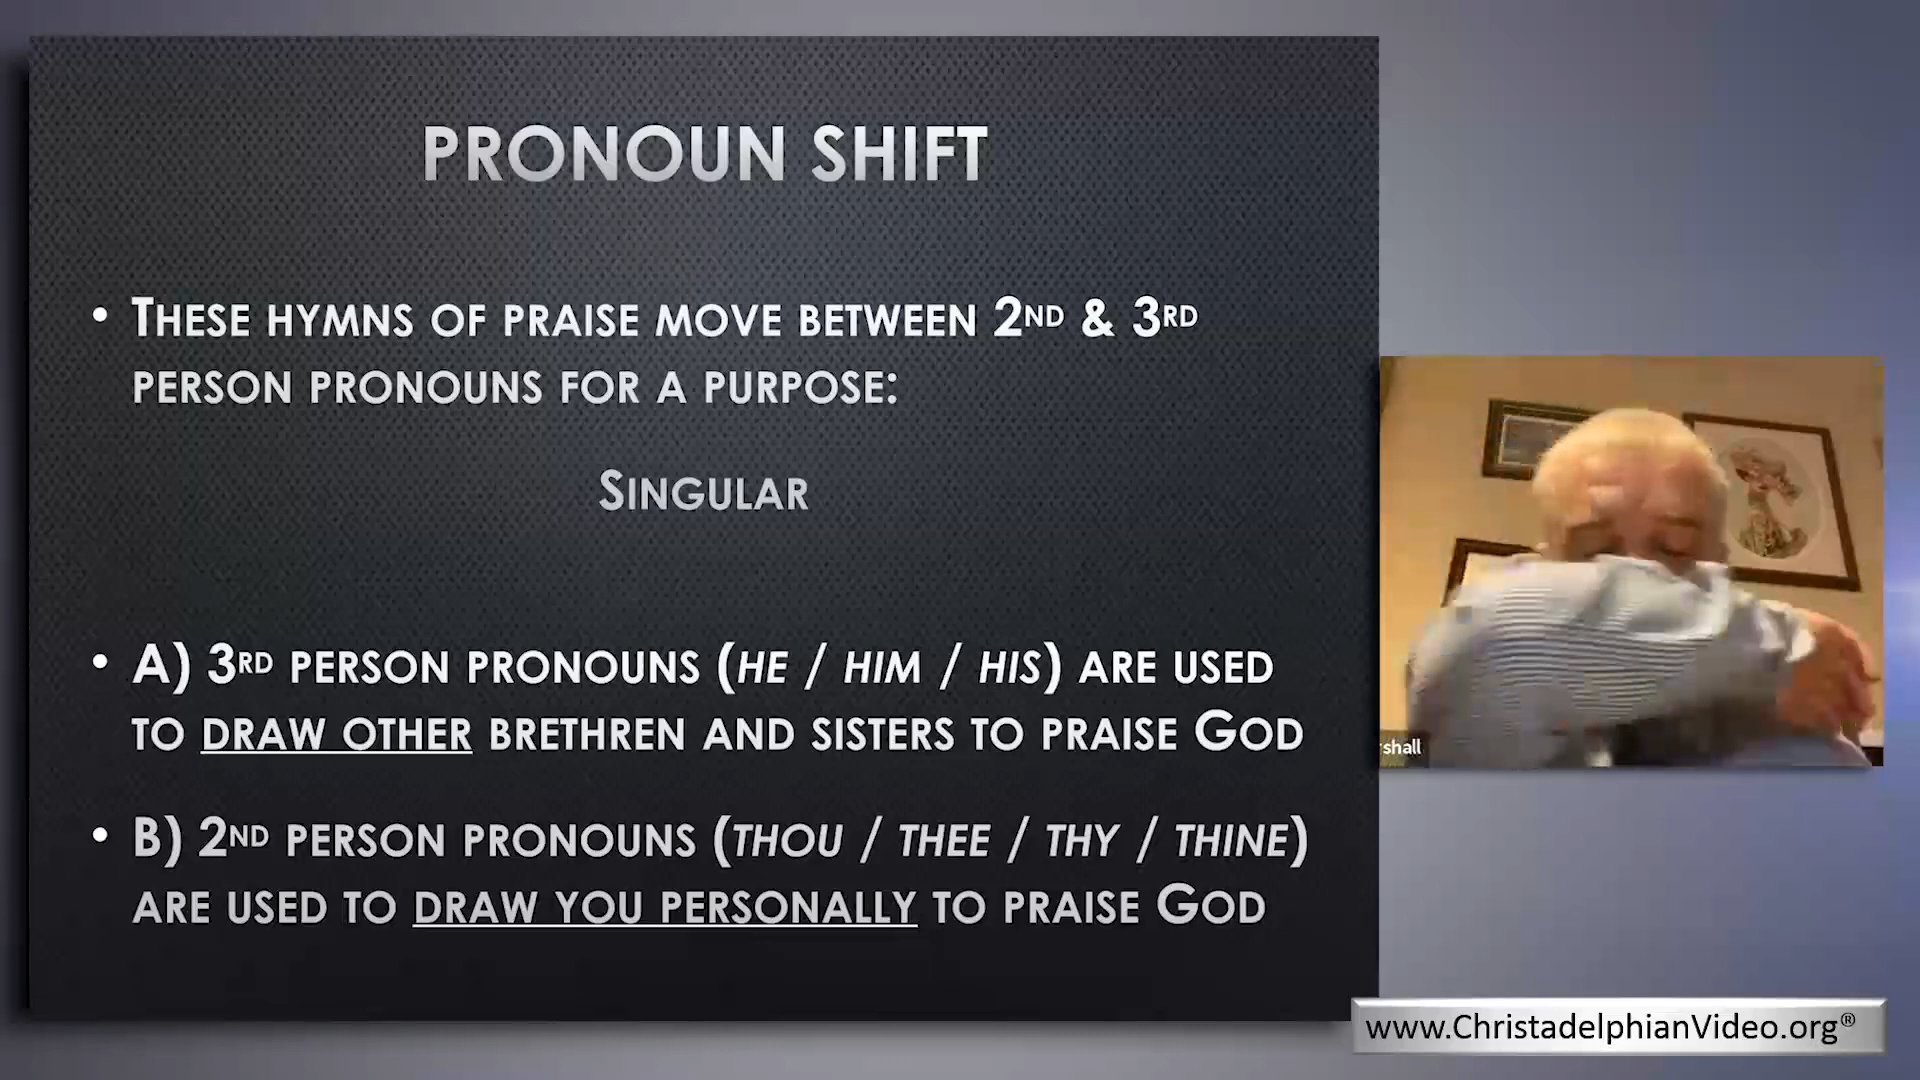 PRONOUN SHIFT
• THESE HYMNS OF PRAISE MOVE BETWEEN 2ND & 3RD
PERSON PRONOUNS FOR A PURPOSE:
SINGULAR
• A) 3RD PERSON PRONOUNS (HE / HIM / HIS) ARE USED
TO DRAW OTHER BRETHREN AND SISTERS TO PRAISE GOD
• B) 2ND PERSON PRONOUNS (THOU / THEE / THY / THINE)
ARE USED TO DRAW YOU PERSONALLY TO PRAISE GOD
shall
www.ChristadelphianVideo.org®